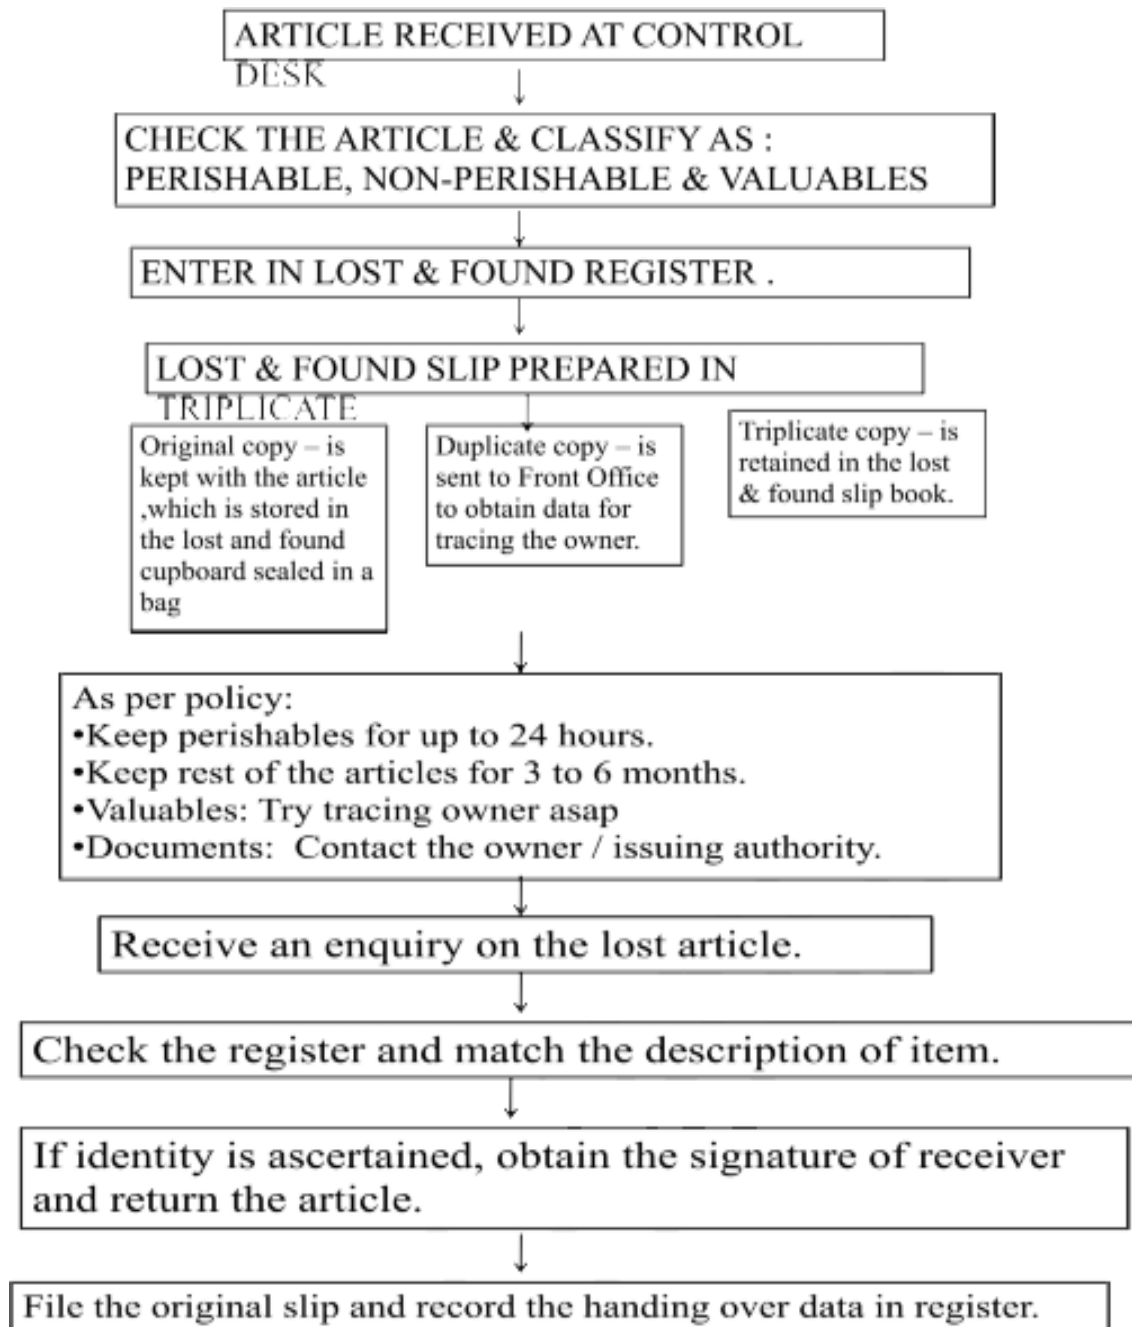 ARTICLE RECEIVED AT CONTROL
DESK
CHECK THE ARTICLE & CLASSIFY AS :
PERISHABLE, NON-PERISHABLE & VALUABLES
ENTER IN LOST & FOUND REGISTER .
LOST & FOUND SLIP PREPARED IN
TRIPLICATE
Original copy – is
kept with the article
,which is stored in
the lost and found
cupboard sealed in a
bag
Duplicate copy – is
sent to Front Office
to obtain data for
tracing the owner.
Triplicate copy – is
retained in the lost
& found slip book.
As per policy:
•Keep perishables for up to 24 hours.
•Keep rest of the articles for 3 to 6 months.
•Valuables: Try tracing owner asap
•Documents:  Contact the owner / issuing authority.
Receive an enquiry on the lost article.
Check the register and match the description of item.
If identity is ascertained, obtain the signature of receiver
and return the article.
File the original slip and record the handing over data in register.